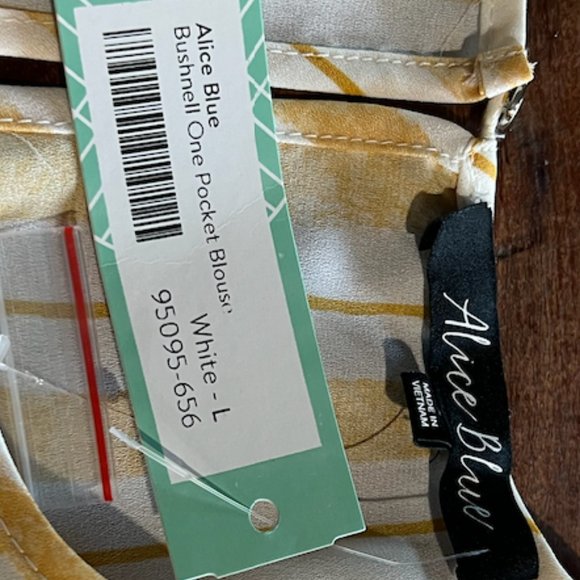 Alice Blue
Bushnell One Pocket Blouse
White - L
95095-656
Alice Blue
MADE IN
VIETNAM